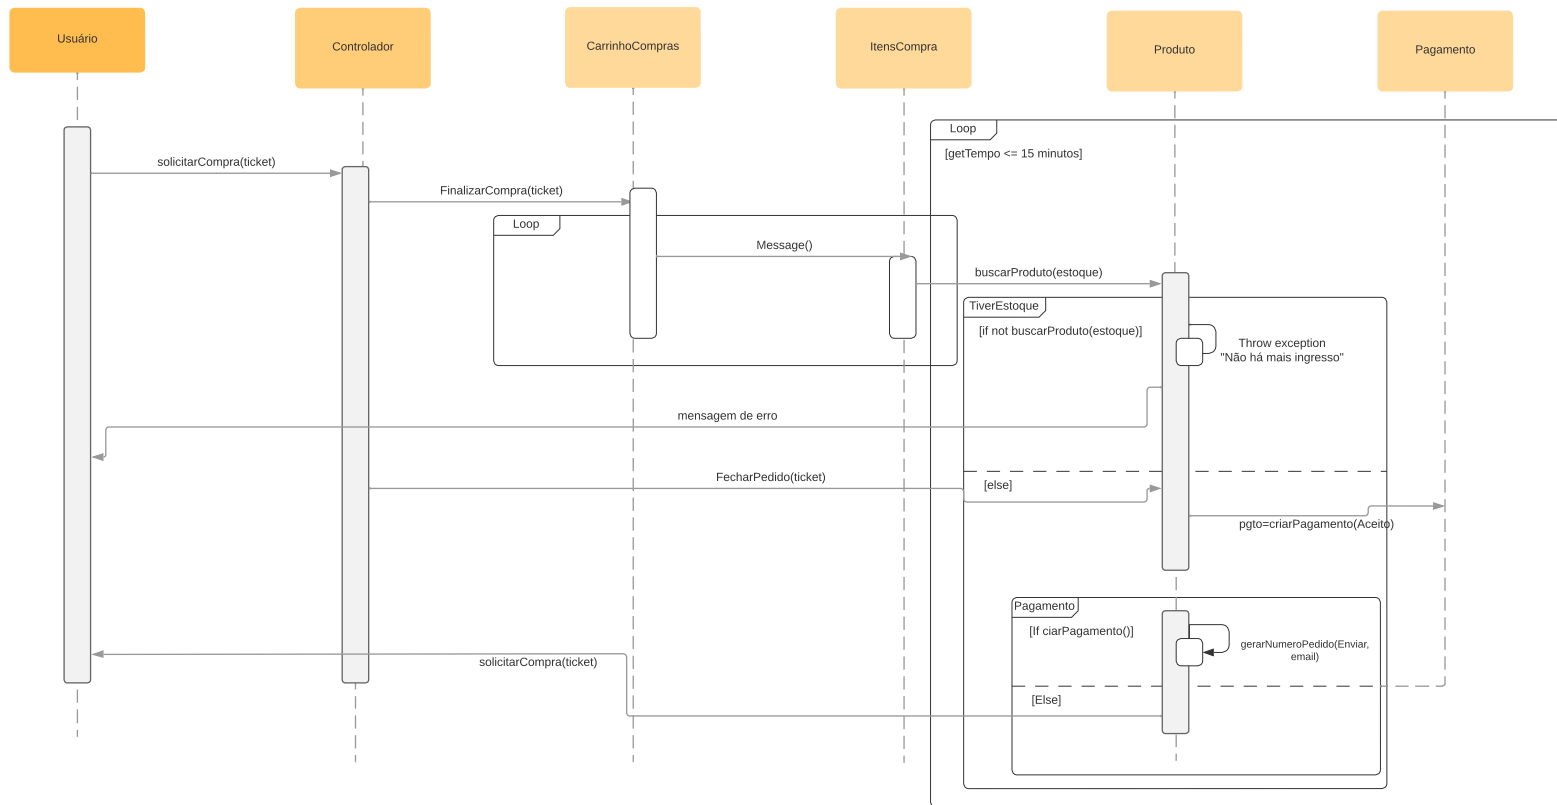 Usuário
Controlador
CarrinhoCompras
ItensCompra
Produto
Pagamento
Loop
[getTempo <= 15 minutos]
solicitarCompra(ticket)
FinalizarCompra(ticket)
Loop
Message()
buscarProduto(estoque)
TiverEstoque
[if not buscarProduto(estoque)]
Throw exception
"Não há mais ingresso"
mensagem de erro
FecharPedido(ticket)
[else]
pgto=criarPagamento(Aceito)
Pagamento
[If ciarPagamento()]
gerarNumeroPedido(Enviar,
email)
solicitarCompra(ticket)
[Else]